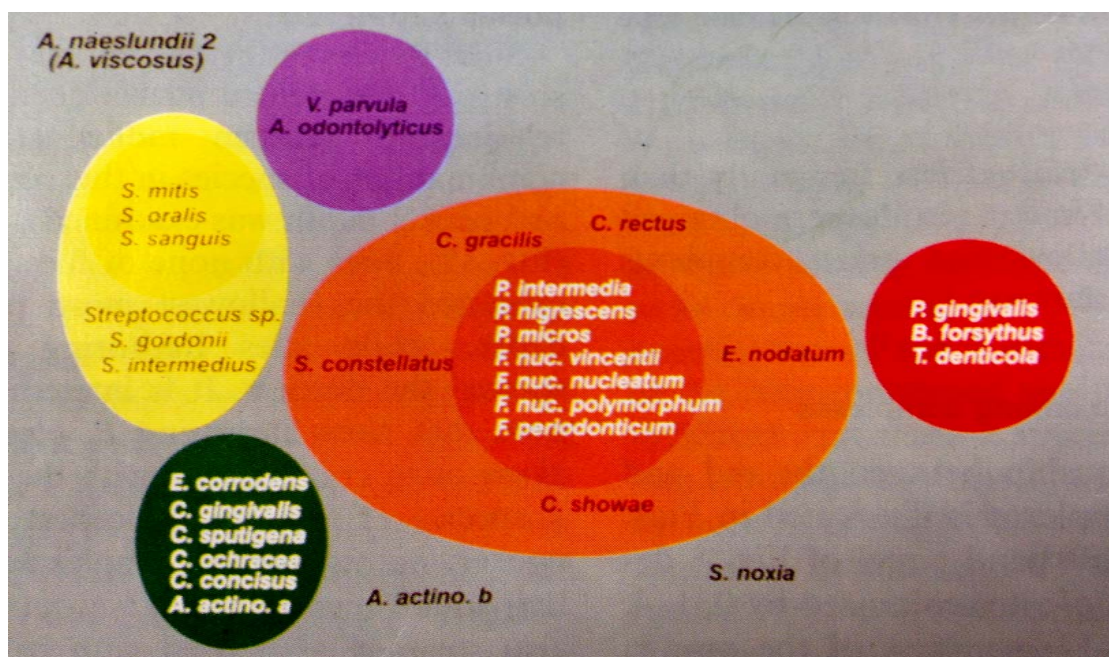 A. naeslundii 2
(A. viscosus)
V. parvula
A. odontolyticus
S. mitis
S. oralis
S. sanguis
Streptococcus sp.
S. gordonii
S. intermedius
C. gracilis
C. rectus
S. constellatus
E. nodatum
C. showae
P. intermedia
P. nigrescens
P. micros
F. nuc. vincentii
F. nuc. nucleatum
F. nuc. polymorphum
F. periodonticum
P. gingivalis
B. forsythus
T. denticola
E. corrodens
C. gingivalis
C. sputigena
C. ochracea
C. concisus
A. actino. a
A. actino. b
S. noxia